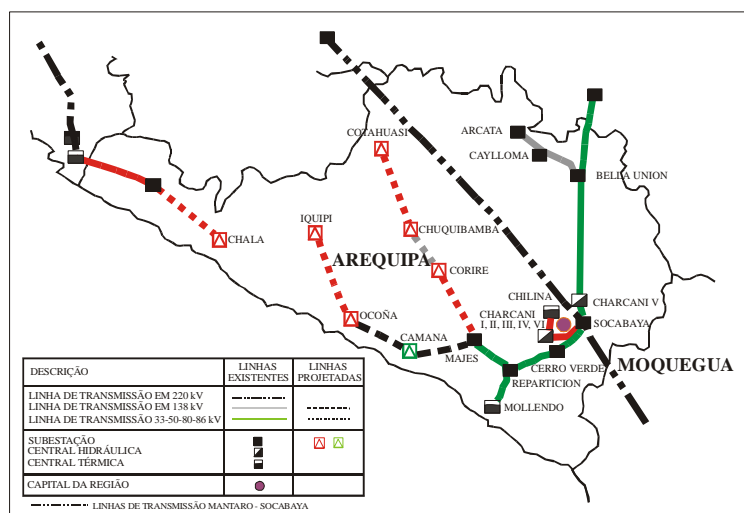 COTAHUASI
ARCATA
CAYLLOMA
BELLA UNION
IQUIPI
CHUQUIBAMBA
CHALA
AREQUIPA
CORIRE
CHILINA
CHARCANI V
CHARCANI
I, II, III, IV, VI
SOCABAYA
OCOÑA
CAMANA
MAJES
CERRO VERDE
MOQUEGUA
REPARTICION
MOLLENDO
DESCRIÇÃO
LINHAS
EXISTENTES
LINHAS
PROJETADAS
LINHA DE TRANSMISSÃO EM 220 kV
LINHA DE TRANSMISSÃO EM 138 kV
LINHA DE TRANSMISSÃO 33-50-80-86 kV
SUBESTAÇÃO
CENTRAL HIDRÁULICA
CENTRAL TÉRMICA
CAPITAL DA REGIÃO
LINHAS DE TRANSMISSÃO MANTARO - SOCABAYA